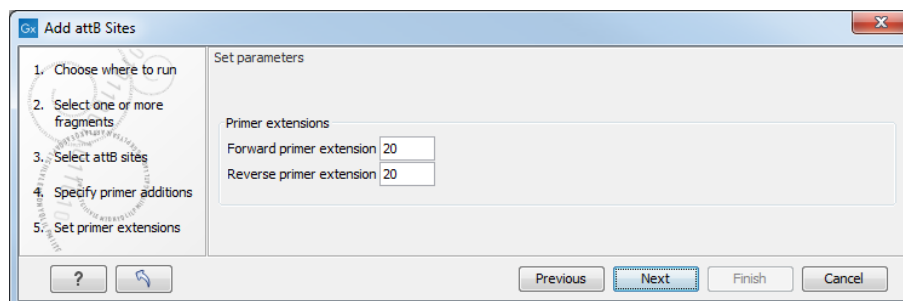 Gx Add attB Sites
1. Choose where to run
2. Select one or more
fragments
3. Select attB sites
4. Specify primer additions
5. Set primer extensions
Set parameters
Primer extensions
Forward primer extension 20
Reverse primer extension 20
?
Previous
Next
Finish
Cancel